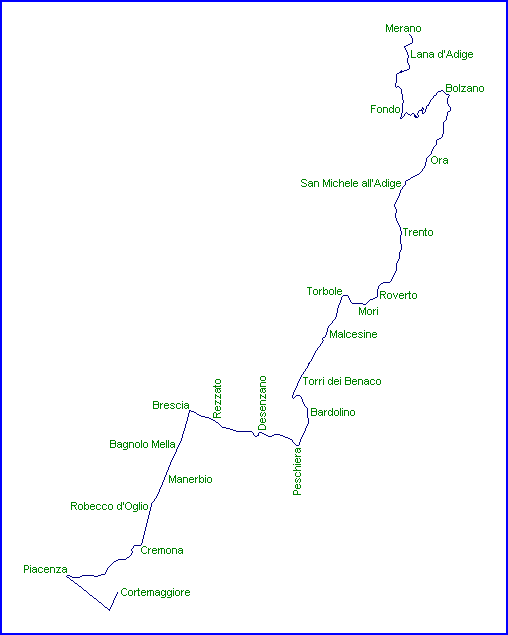 Merano
Lana d'Adige
Bolzano
Fondo
Ora
San Michele all'Adige
Trento
Torbole
Roverto
Mori
Malcesine
Torri dei Benaco
Rezzato
Desenzano
Brescia
Bardolino
Bagnolo Mella
Peschiera
Manerbio
Robecco d'Oglio
Cremona
Piacenza
Cortemaggiore